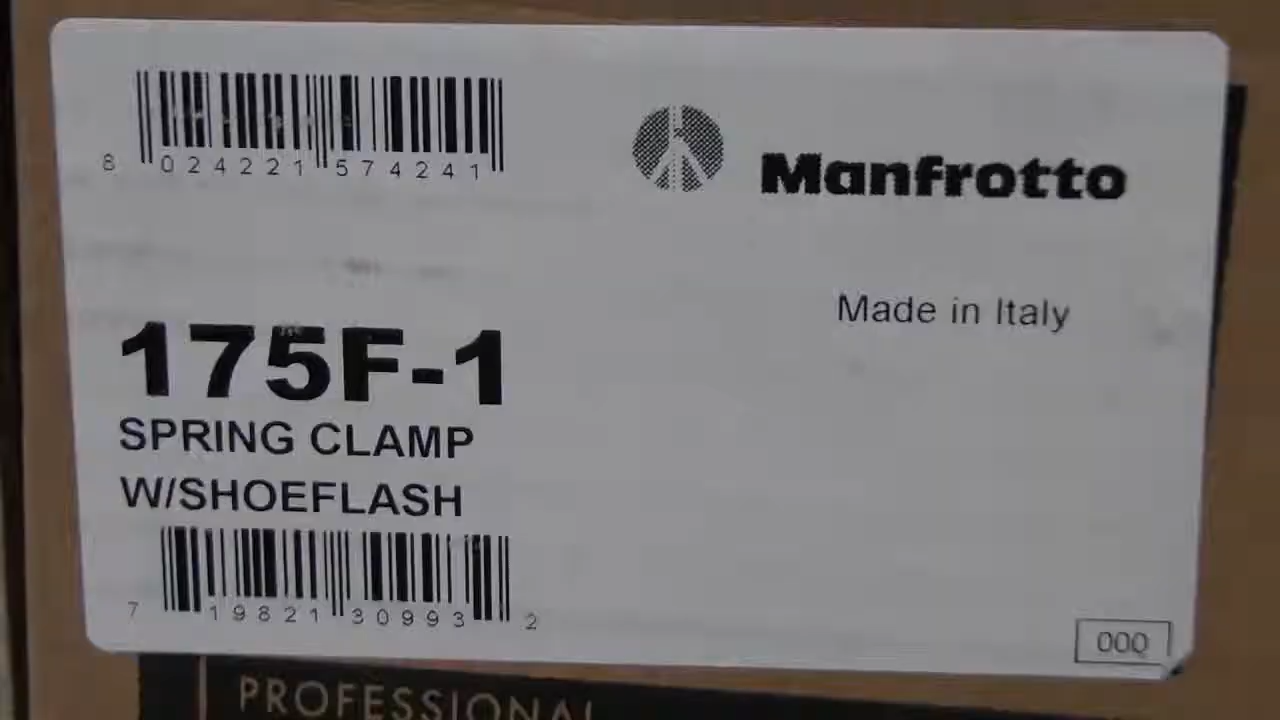 8 024221 574241
Manfrotto
Made in Italy
175F-1
SPRING CLAMP
W/SHOEFLASH
7 19821 30993 2
000
PROFESSIONAL